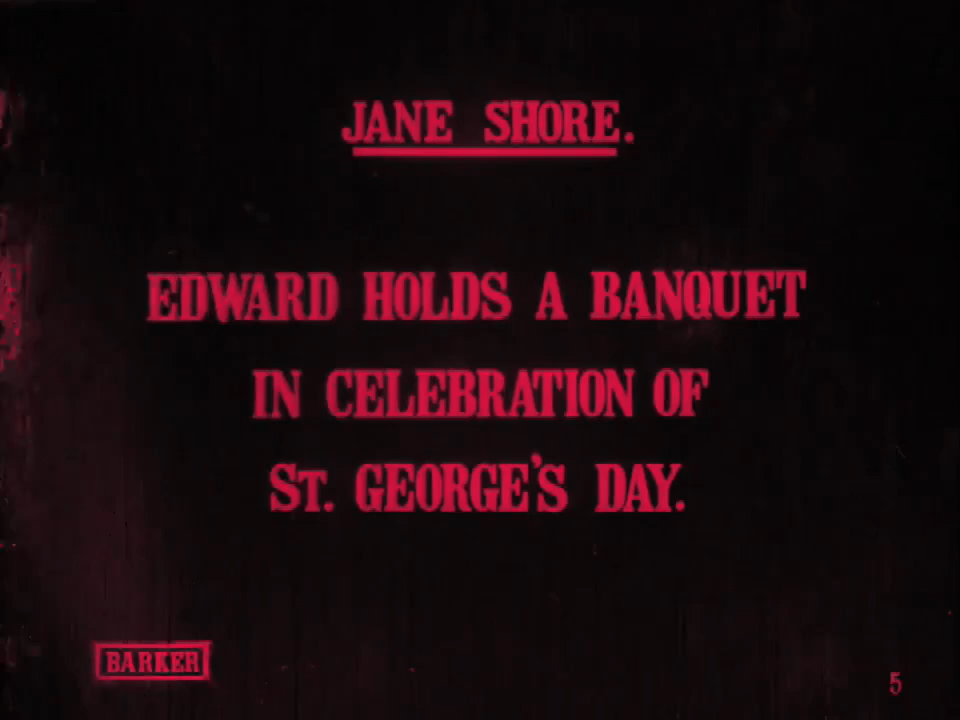 JANE SHORE.
EDWARD HOLDS A BANQUET
IN CELEBRATION OF
ST. GEORGE'S DAY.
BARKER
5